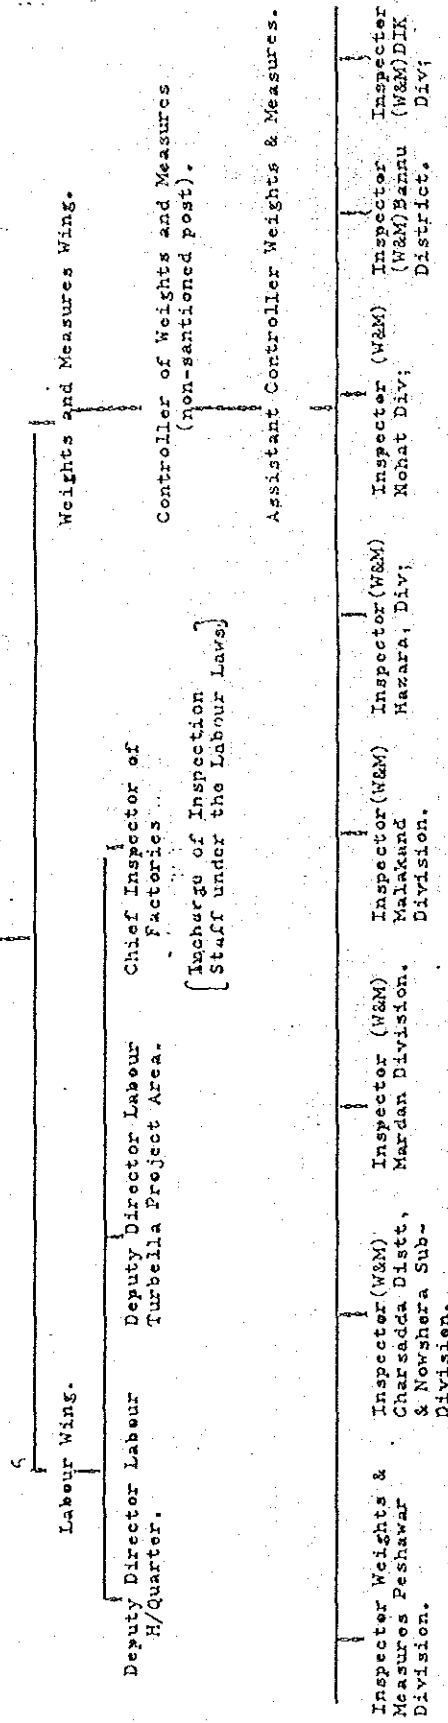 Labour Wing.
Weights and Measures Wing.
Deputy Director Labour
H/Quarter.
Deputy Director Labour
Turbella Project Area.
Chief Inspector of
Factories
(Incharge of Inspection
Staff under the Labour Laws)
Controller of Weights and Measures
(non-santioned post).
Assistant Controller Weights & Measures.
Inspector Weights &
Measures Peshawar
Division.
Inspector(W&M)
Charsadda Distt.,
& Nowshera Sub-
Division.
Inspector (W&M)
Mardan Division.
Inspector(W&M)
Malakand
Division.
Inspector(W&M)
Hazara, Div;
Inspector (W&M)
Kohat Div;
Inspector
(W&M)Bannu
District.
Inspector
(W&M)DIK
Div;